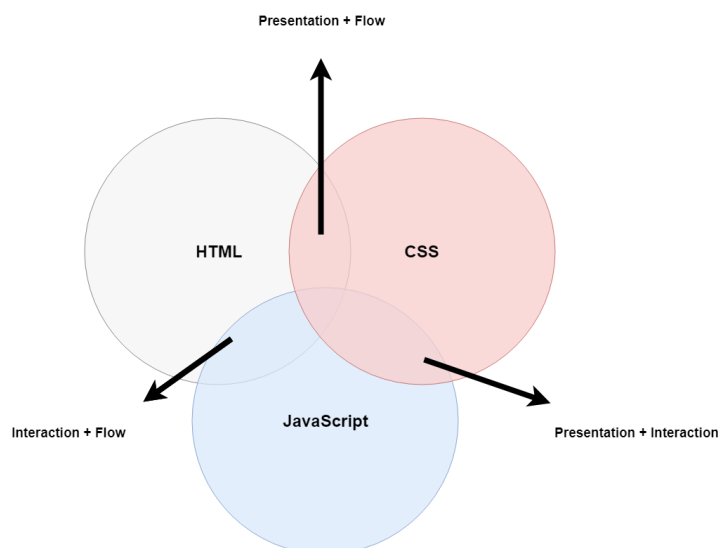 Presentation + Flow
HTML
CSS
JavaScript
Interaction + Flow
Presentation + Interaction